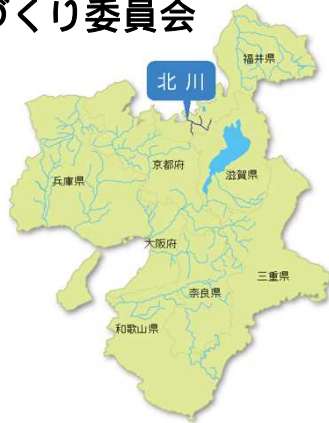 づくり委員会
福井県
北川
京都府
滋賀県
兵庫県
大阪府
三重県
奈良県
和歌山県